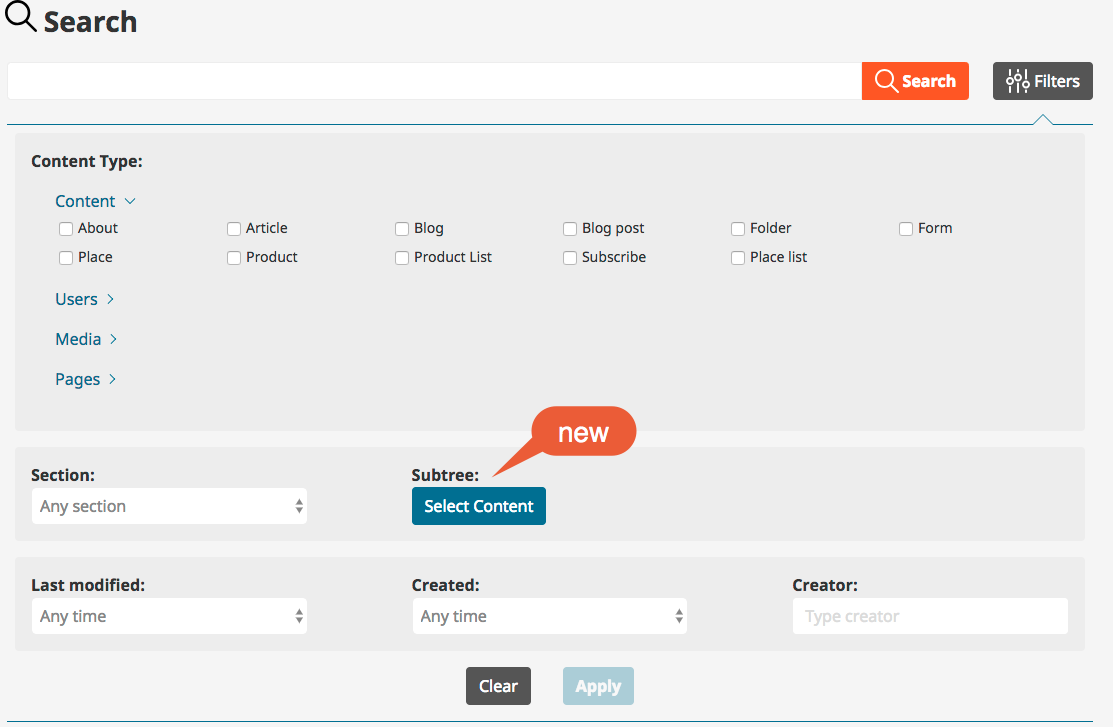 Search
Search Filters
Content Type:
Content
About Article Blog Blog post Folder Form
Place Product Product List Subscribe Place list
Users
Media
Pages
new
Section: Subtree:
Any section Select Content
Last modified: Created: Creator:
Any time Any time Type creator
Clear Apply